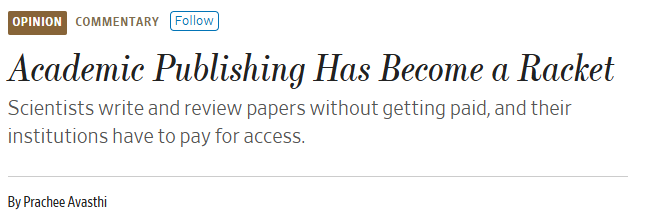 OPINION COMMENTARY Follow
Academic Publishing Has Become a Racket
Scientists write and review papers without getting paid, and their
institutions have to pay for access.
By Prachee Avasthi